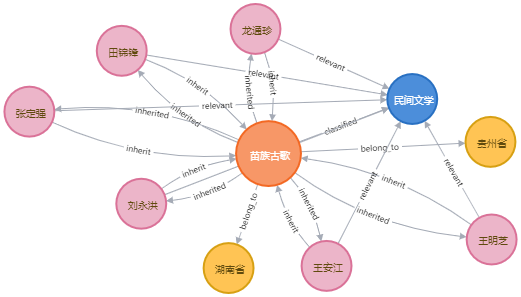 龙通珍
田锦锋
relevant
民间文学
inherit
relevant
inherited
inherit
张定强
inherited
relevant
inherited
classified
贵州省
inherit
苗族古歌
belong_to
relevant
inherit
inherited
relevant
inherit
刘永洪
belong_to
inherited
inherit
inherited
王明芝
湖南省
王安江